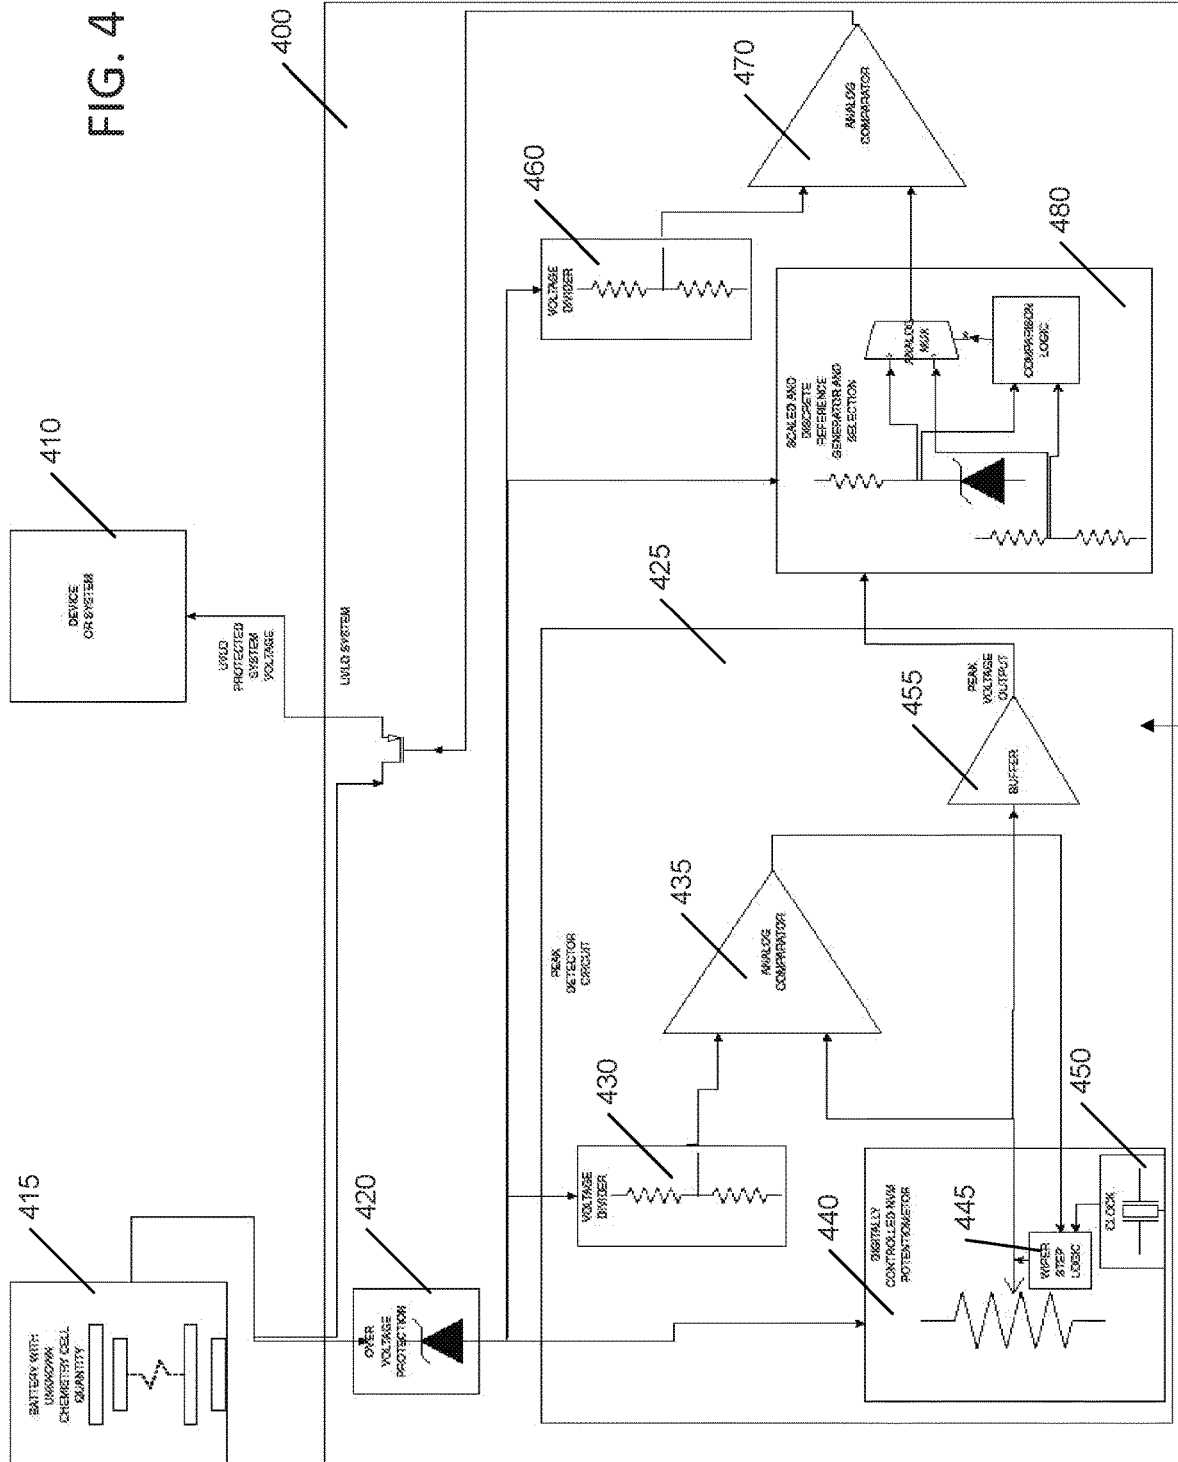 FIG. 4
400
410
DEVICE
OR SYSTEM
UVLO
PROTECTED
SYSTEM
VOLTAGE
UVLO SYSTEM
415
BATTERY WITH
UNKNOWN
CHEMISTRY CELL
QUANTITY
420
OVER
VOLTAGE
PROTECTION
425
PEAK
DETECTOR
CIRCUIT
430
VOLTAGE
DIVIDER
435
ANALOG
COMPARATOR
440
DIGITALLY
CONTROLLED NVM
POTENTIOMETOR
445
WIPER
STEP
LOGIC
450
CLOCK
455
BUFFER
PEAK
VOLTAGE
OUTPUT
460
VOLTAGE
DIVIDER
470
ANALOG
COMPARATOR
480
SCALED AND
DISCRETE
REFERENCE
GENERATOR AND
SELECTION
ANALOG
MUX
COMPARISON
LOGIC